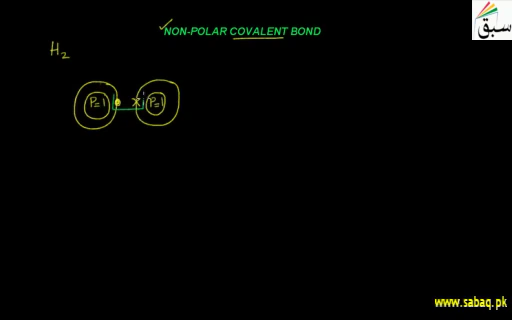 NON-POLAR COVALENT BOND
سبق
H2
P=1 • X P=1
www.sabaq.pk